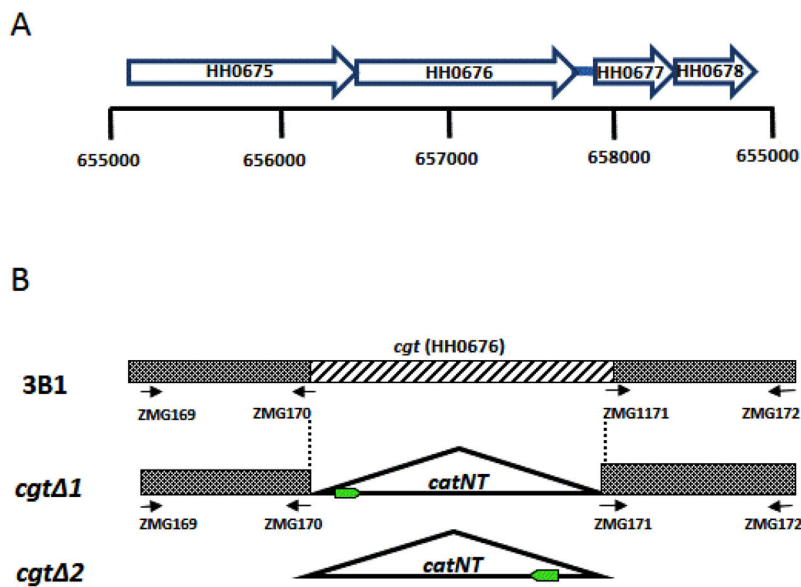 A
HH0675 HH0676 HH0677 HH0678
655000 656000 657000 658000 655000
B
cgt (HH0676)
3B1
ZMG169 ZMG170 ZMG1171 ZMG172
cgtΔ1
catNT
ZMG169 ZMG170 ZMG171 ZMG172
cgtΔ2
catNT